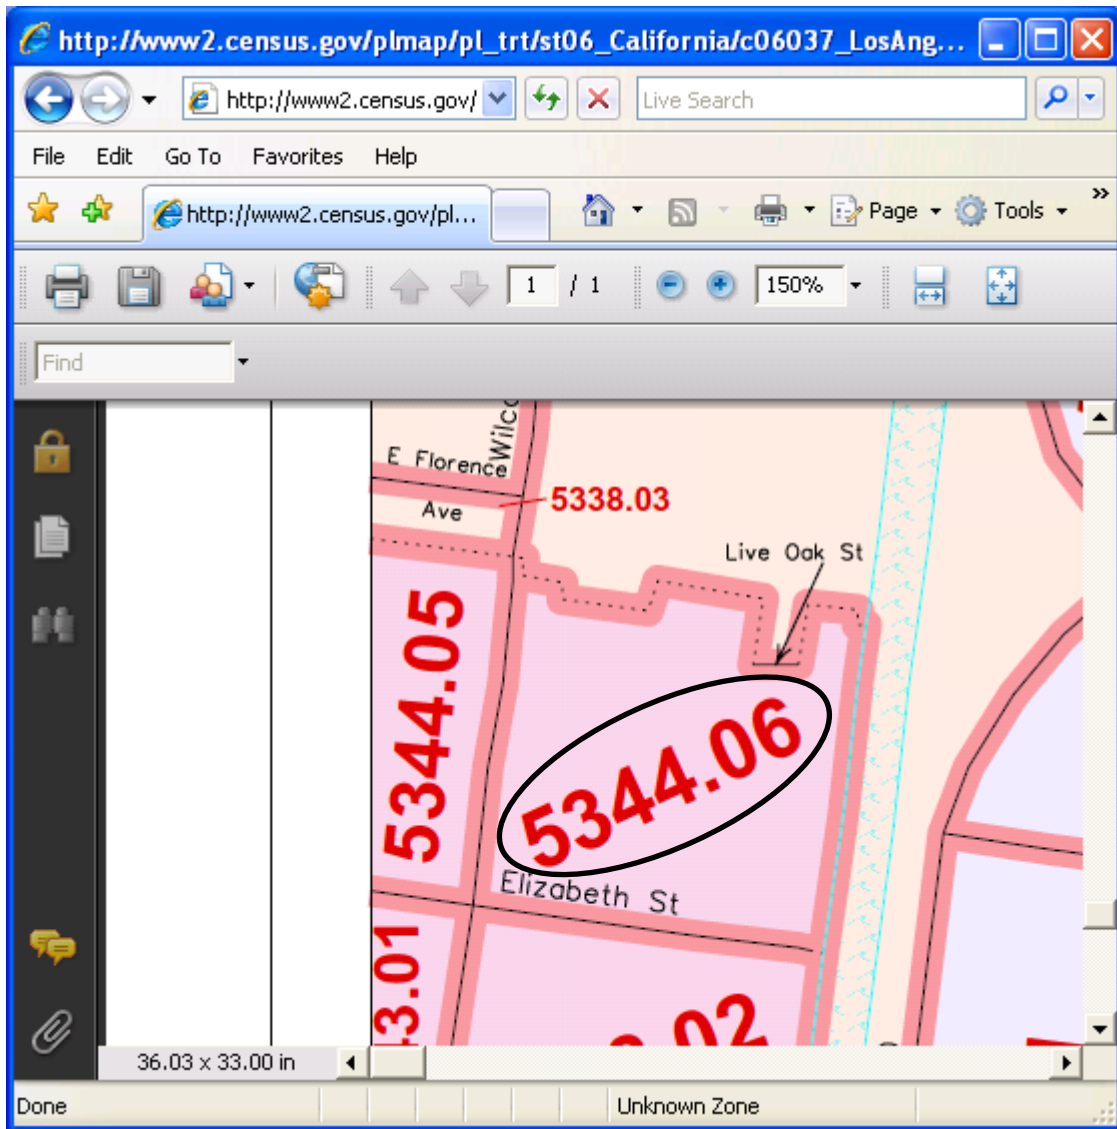 http://www2.census.gov/plmap/pl_trt/st06_California/c06037_LosAng...
http://www2.census.gov/
Live Search
File Edit Go To Favorites Help
http://www2.census.gov/pl...
Page
Tools
»
1 / 1
150%
Find
Wilco
E Florence
Ave
5338.03
Live Oak St
5344.05
5344.06
Elizabeth St
43.01
.02
36.03 x 33.00 in
Done
Unknown Zone